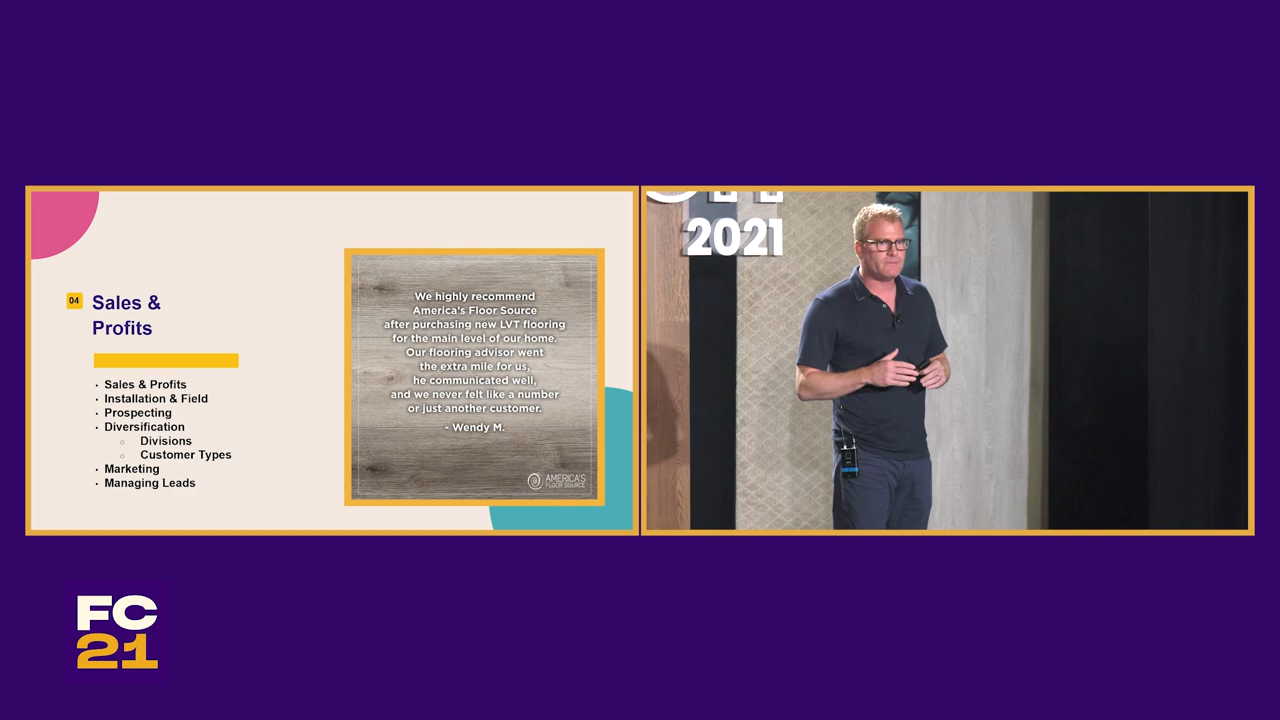 04
Sales &
Profits
· Sales & Profits
· Installation & Field
· Prospecting
· Diversification
○ Divisions
○ Customer Types
· Marketing
· Managing Leads
We highly recommend
America's Floor Source
after purchasing new LVT flooring
for the main level of our home.
Our flooring advisor went
the extra mile for us,
he communicated well,
and we never felt like a number
or just another customer.
- Wendy M.
AMERICA'S
FLOOR SOURCE
2021
FC
21